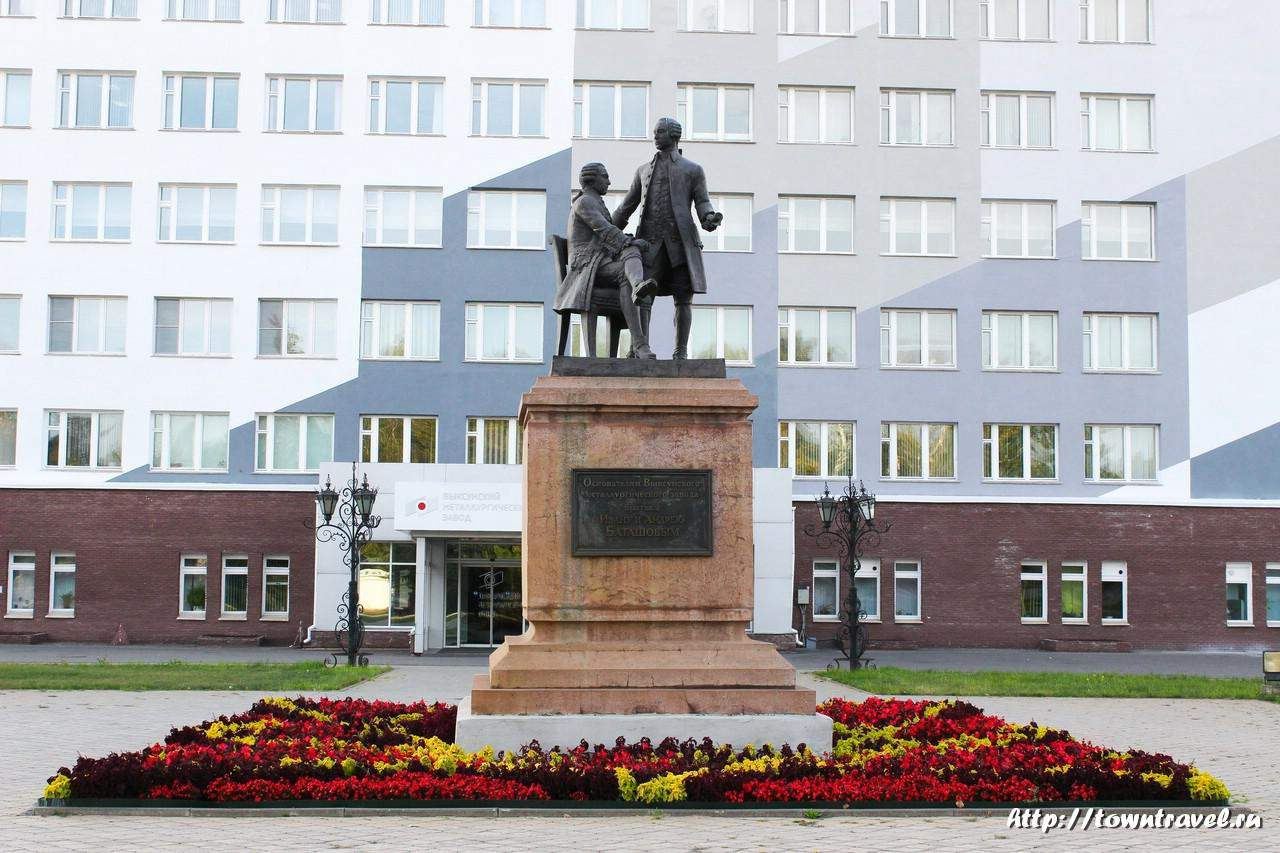 ВЫКСУНСКИЙ
МЕТАЛЛУРГИЧЕСКИЙ
ЗАВОД
Основателям Выксунского
металлургического завода
братьям
Ивану и Андрею
Баташовым
http://towntravel.ru